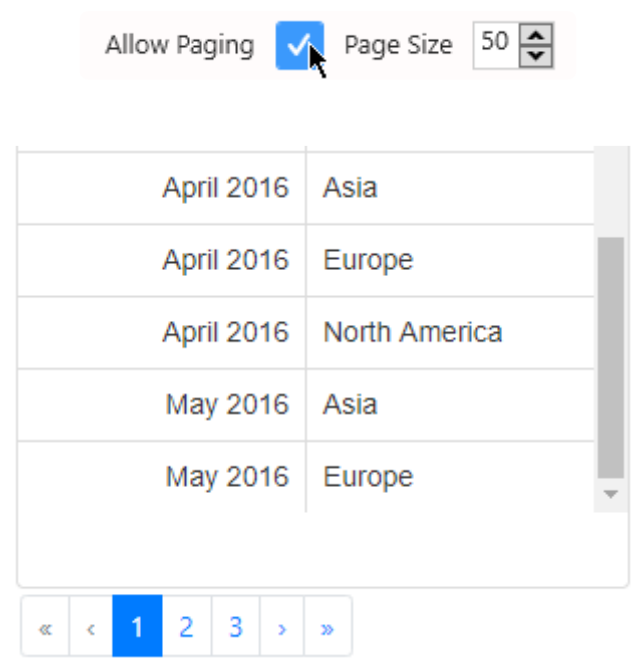 Allow Paging Page Size 50
April 2016 Asia
April 2016 Europe
April 2016 North America
May 2016 Asia
May 2016 Europe
« ‹ 1 2 3 › »